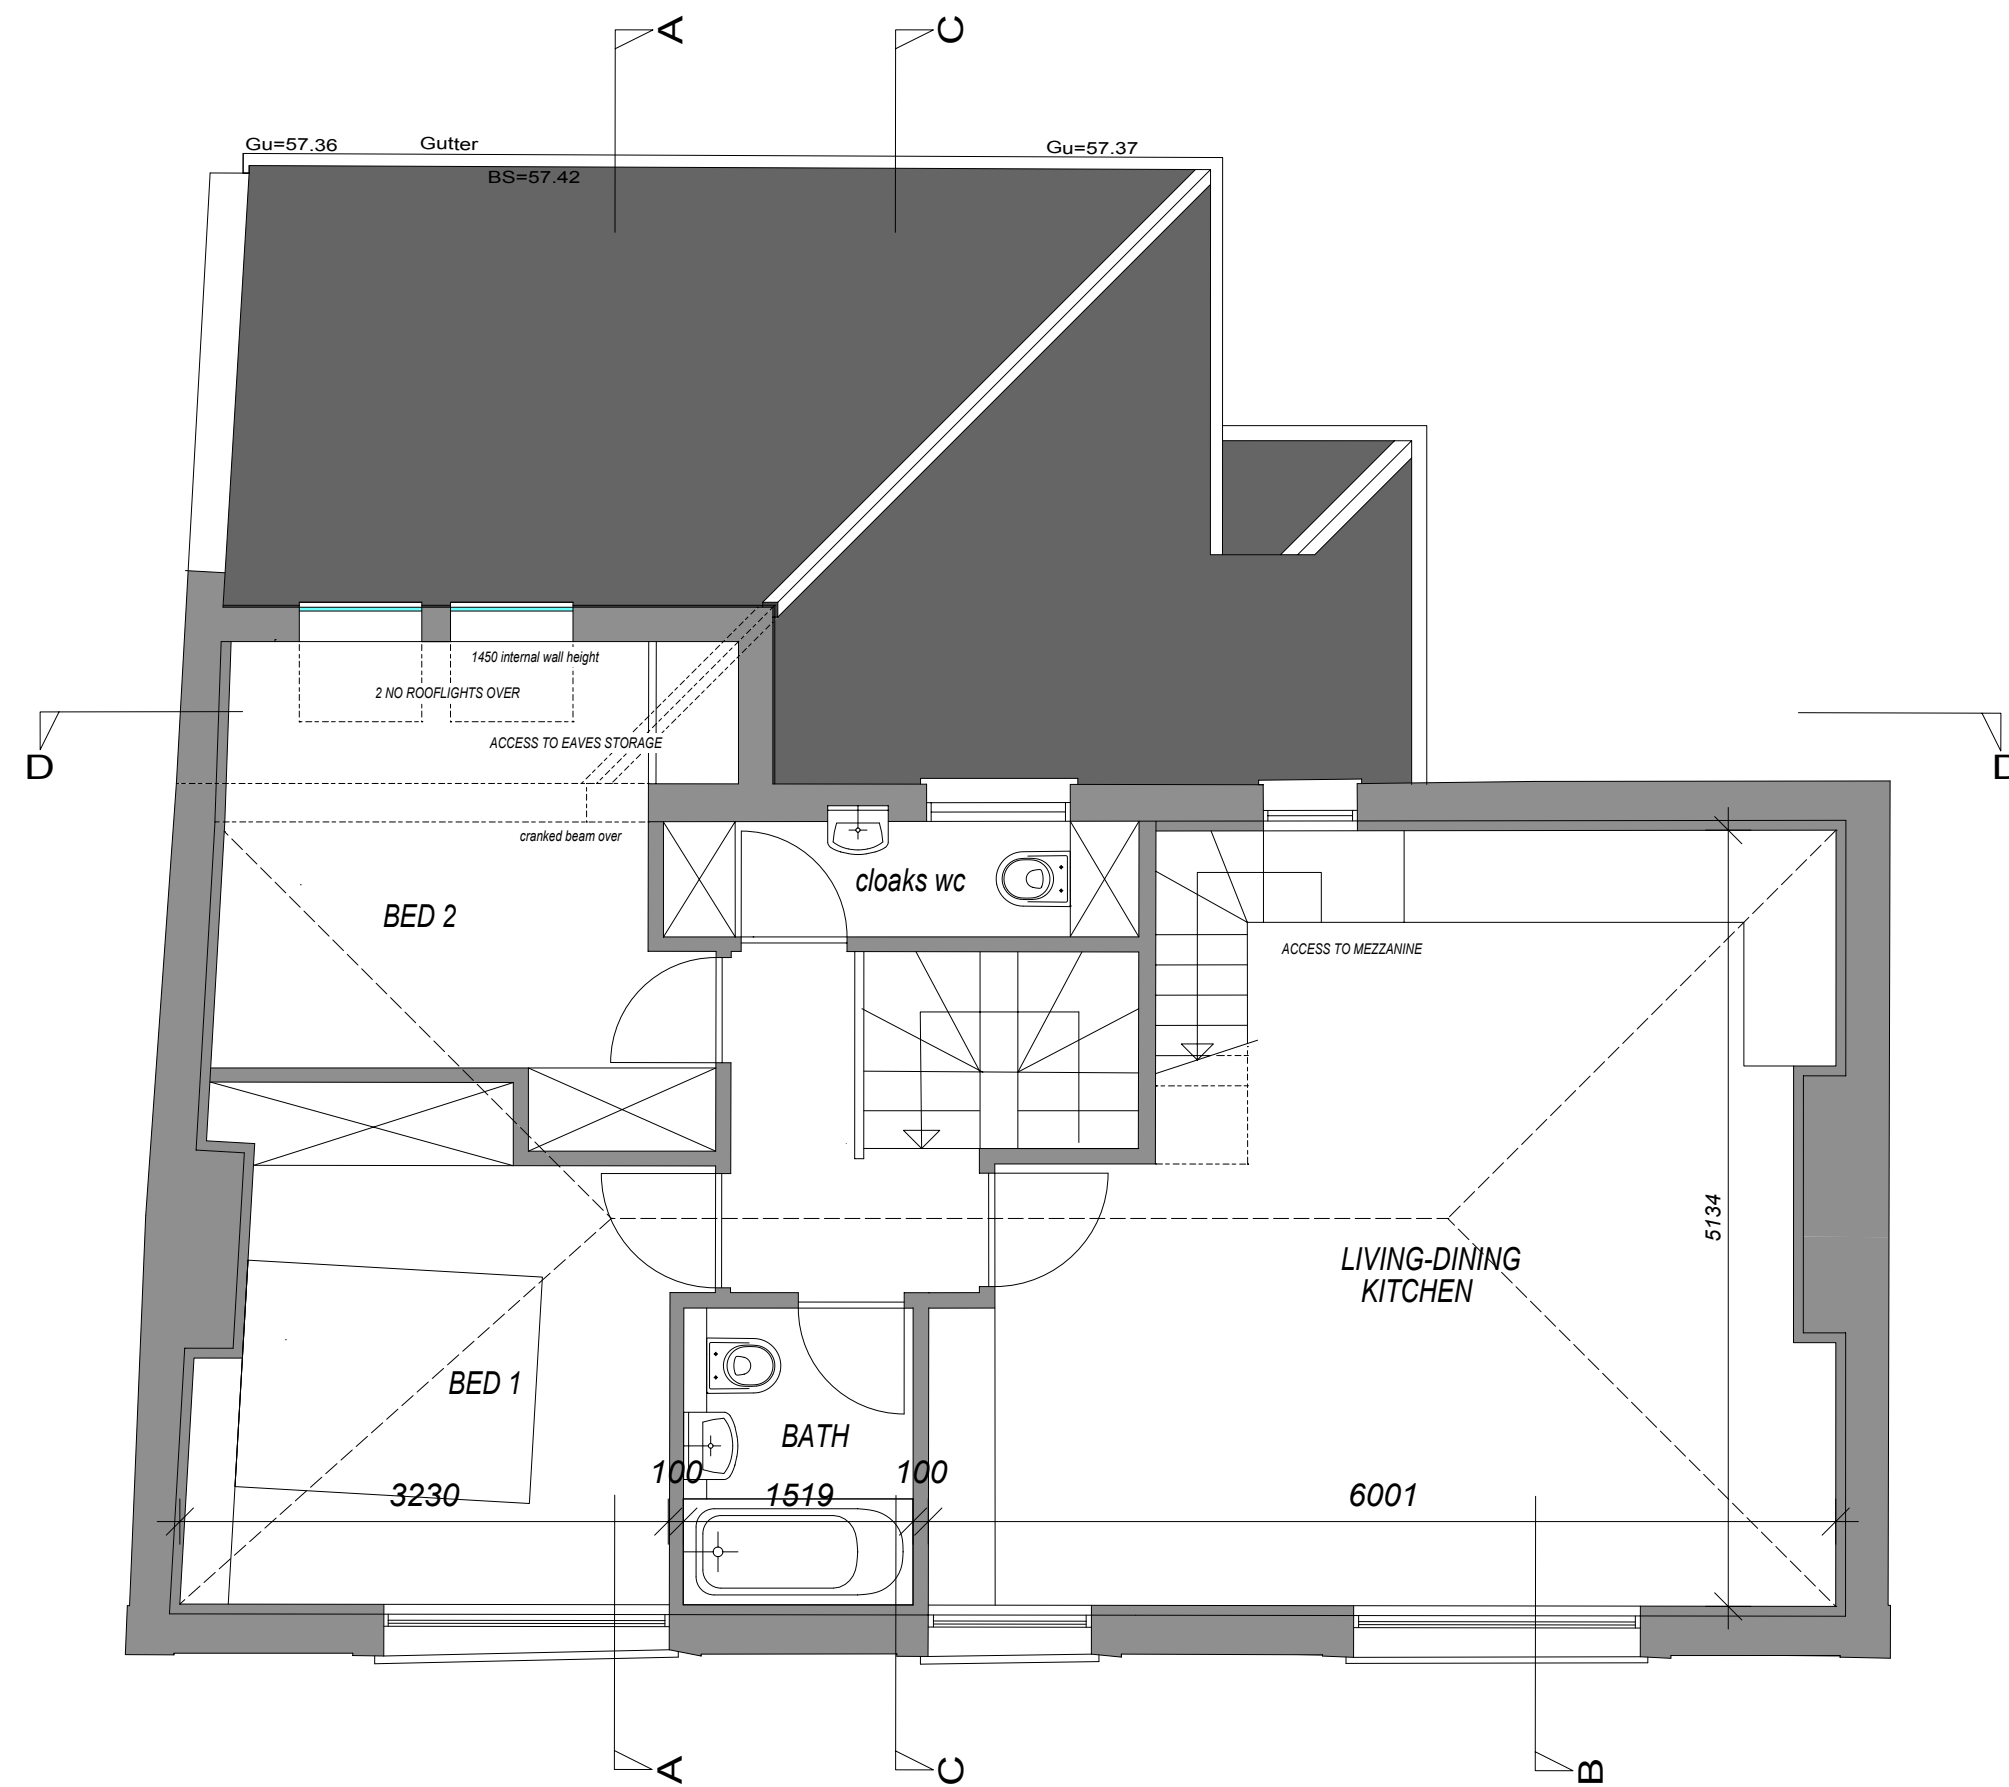 A
C
Gu=57.36
Gutter
Gu=57.37
BS=57.42
1450 internal wall height
2 NO ROOFLIGHTS OVER
ACCESS TO EAVES STORAGE
D
D
cranked beam over
cloaks wc
BED 2
ACCESS TO MEZZANINE
5134
LIVING-DINING
KITCHEN
BED 1
BATH
100
100
3230
1519
6001
A
C
B